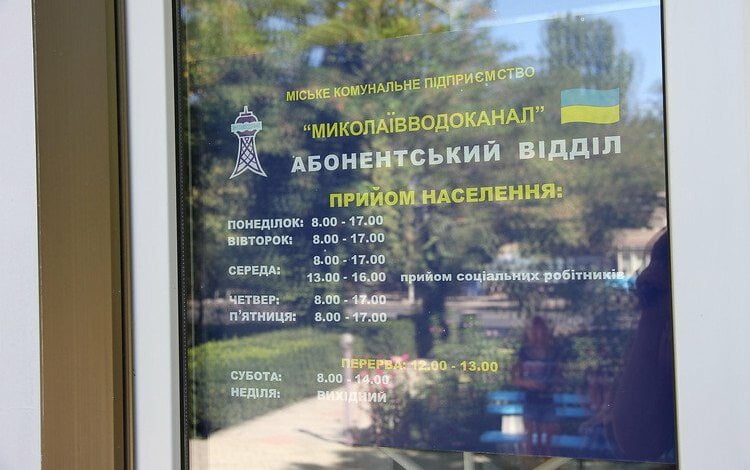 МІСЬКЕ КОМУНАЛЬНЕ ПІДПРИЄМСТВО
“МИКОЛАЇВВОДОКАНАЛ”
АБОНЕНТСЬКИЙ ВІДДІЛ
ПРИЙОМ НАСЕЛЕННЯ:
ПОНЕДІЛОК: 8.00 - 17.00
ВІВТОРОК: 8.00 - 17.00
СЕРЕДА: 8.00 - 17.00
13.00 - 16.00 прийом соціальних робітників
ЧЕТВЕР: 8.00 - 17.00
П'ЯТНИЦЯ: 8.00 - 17.00
ПЕРЕРВА: 12.00 - 13.00
СУБОТА: 8.00 - 14.00
НЕДІЛЯ: ВИХІДНИЙ